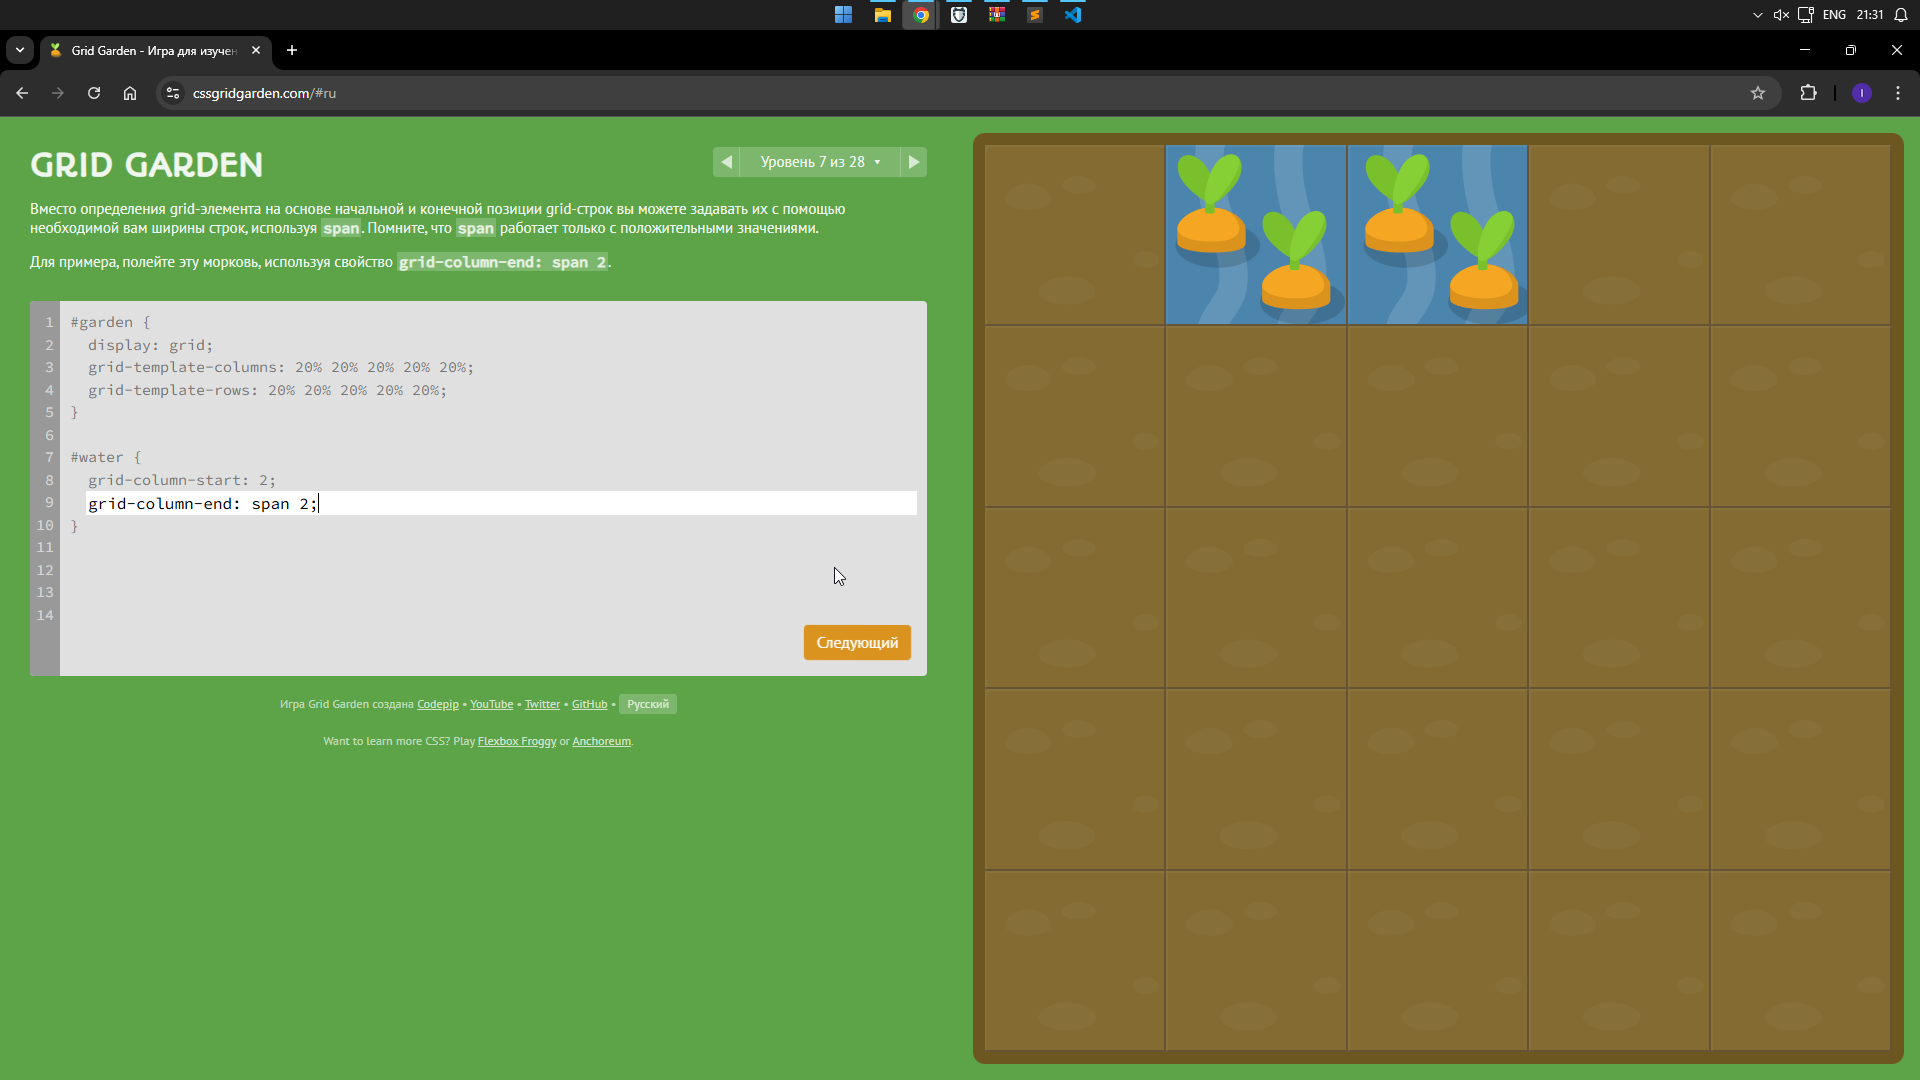 ENG 21:31
Grid Garden - Игра для изучен
cssgridgarden.com/#ru
I
GRID GARDEN
Уровень 7 из 28
Вместо определения grid-элемента на основе начальной и конечной позиции grid-строк вы можете задавать их с помощью
необходимой вам ширины строк, используя span. Помните, что span работает только с положительными значениями.
Для примера, полейте эту морковь, используя свойство grid-column-end: span 2.
1 #garden {
2 display: grid;
3 grid-template-columns: 20% 20% 20% 20% 20%;
4 grid-template-rows: 20% 20% 20% 20% 20%;
5 }
6
7 #water {
8 grid-column-start: 2;
9 grid-column-end: span 2;
10 }
11
12
13
14
Следующий
Игра Grid Garden создана Codepip • YouTube • Twitter • GitHub • Русский
Want to learn more CSS? Play Flexbox Froggy or Anchoreum.